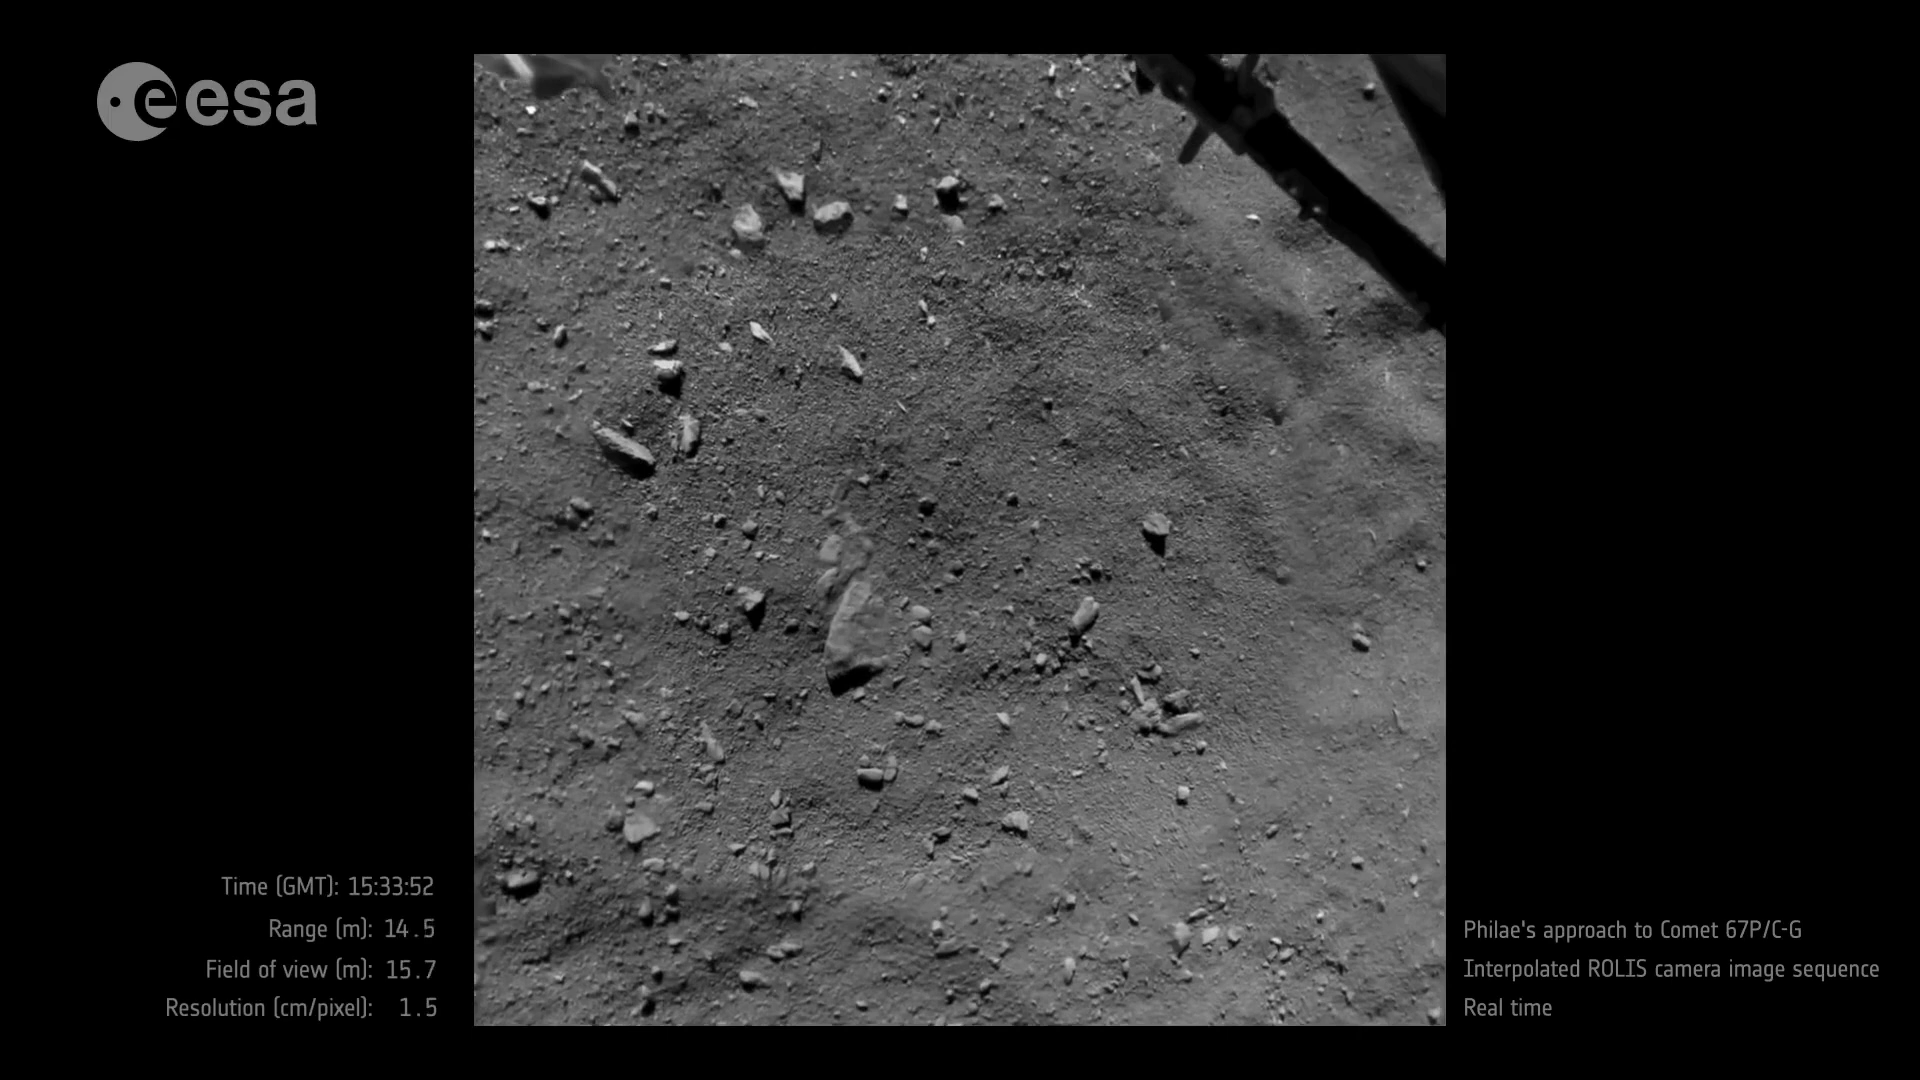 esa
Time (GMT): 15:33:52
Range (m): 14.5
Field of view (m): 15.7
Resolution (cm/pixel): 1.5
Philae's approach to Comet 67P/C-G
Interpolated ROLIS camera image sequence
Real time